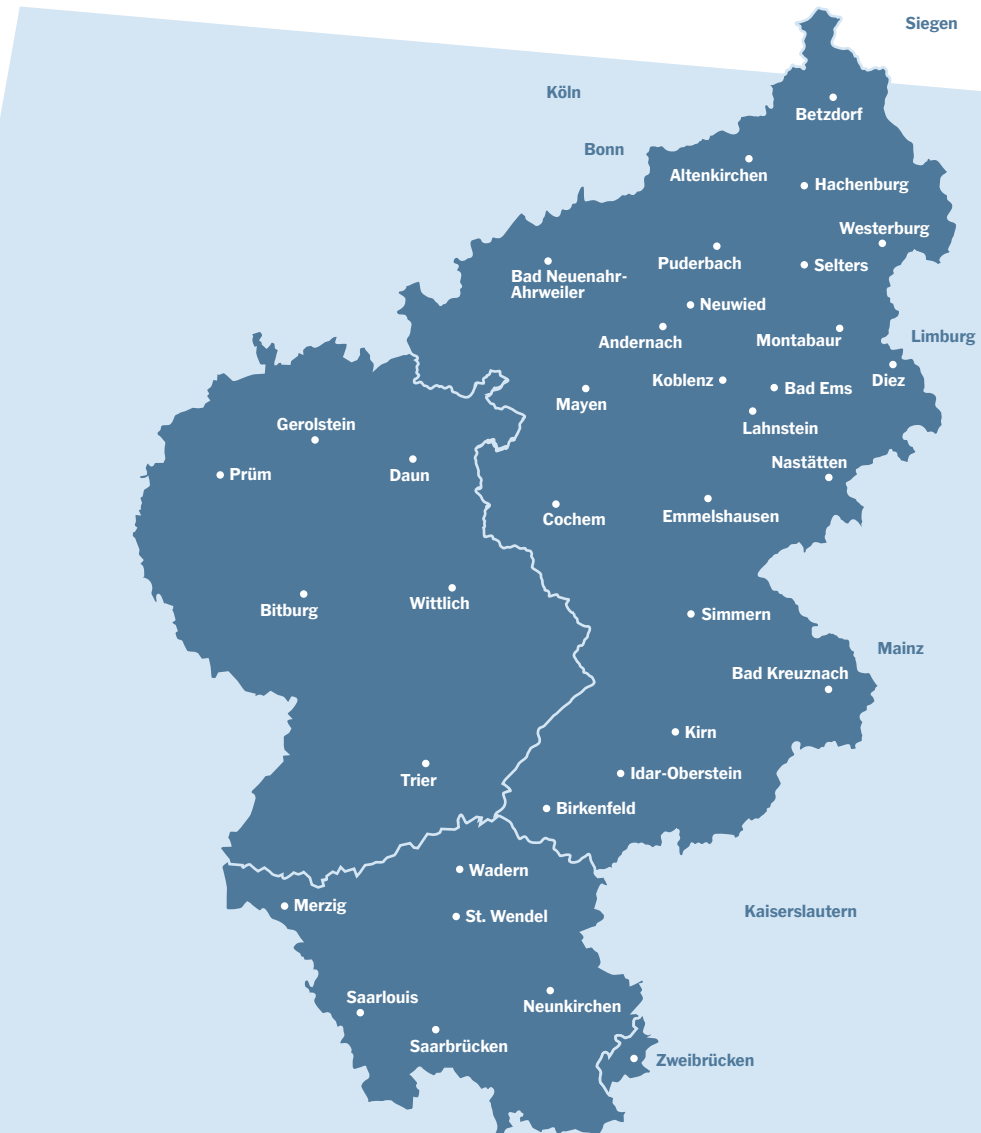 Siegen
Köln
Betzdorf
Bonn
Altenkirchen
Hachenburg
Westerburg
Puderbach
Selters
Bad Neuenahr-
Ahrweiler
Neuwied
Andernach
Montabaur
Limburg
Koblenz
Bad Ems
Diez
Mayen
Lahnstein
Gerolstein
Nastätten
Prüm
Daun
Cochem
Emmelshausen
Bitburg
Wittlich
Simmern
Mainz
Bad Kreuznach
Kirn
Trier
Idar-Oberstein
Birkenfeld
Wadern
Merzig
St. Wendel
Kaiserslautern
Saarlouis
Neunkirchen
Saarbrücken
Zweibrücken